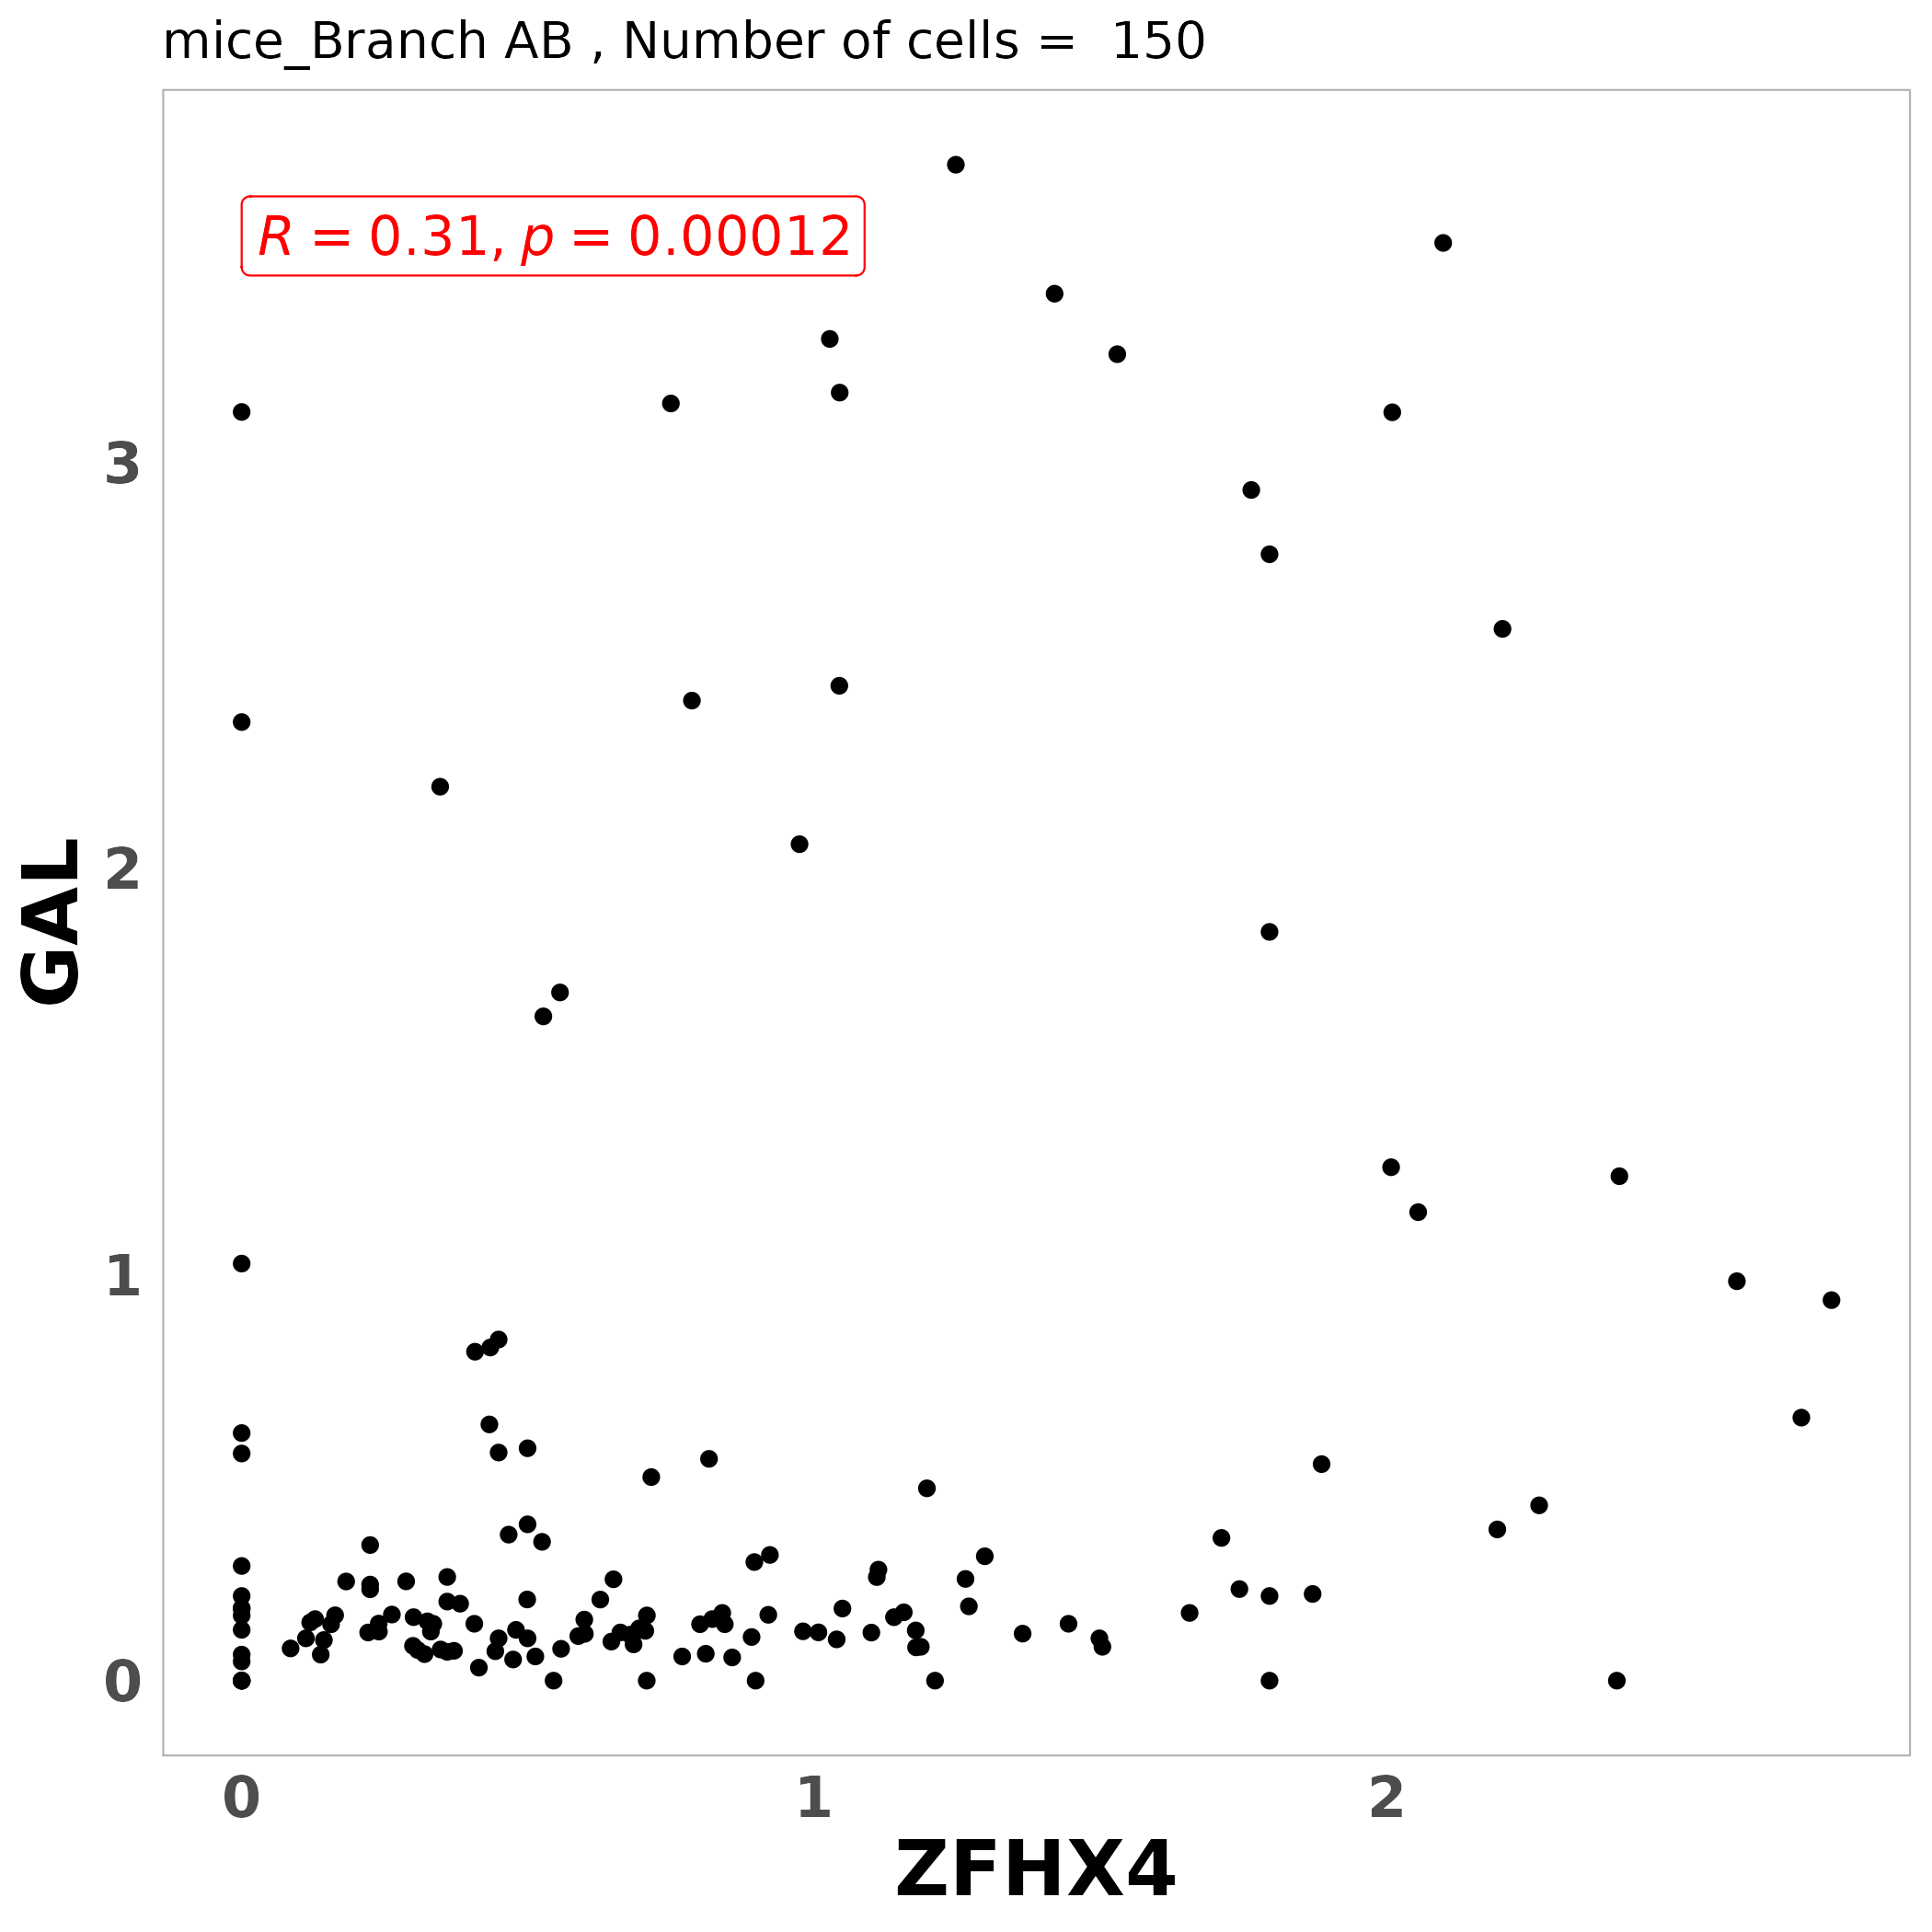 mice_Branch AB , Number of cells =  150
R = 0.31, p = 0.00012
3
2
1
0
GAL
0 1 2
ZFHX4